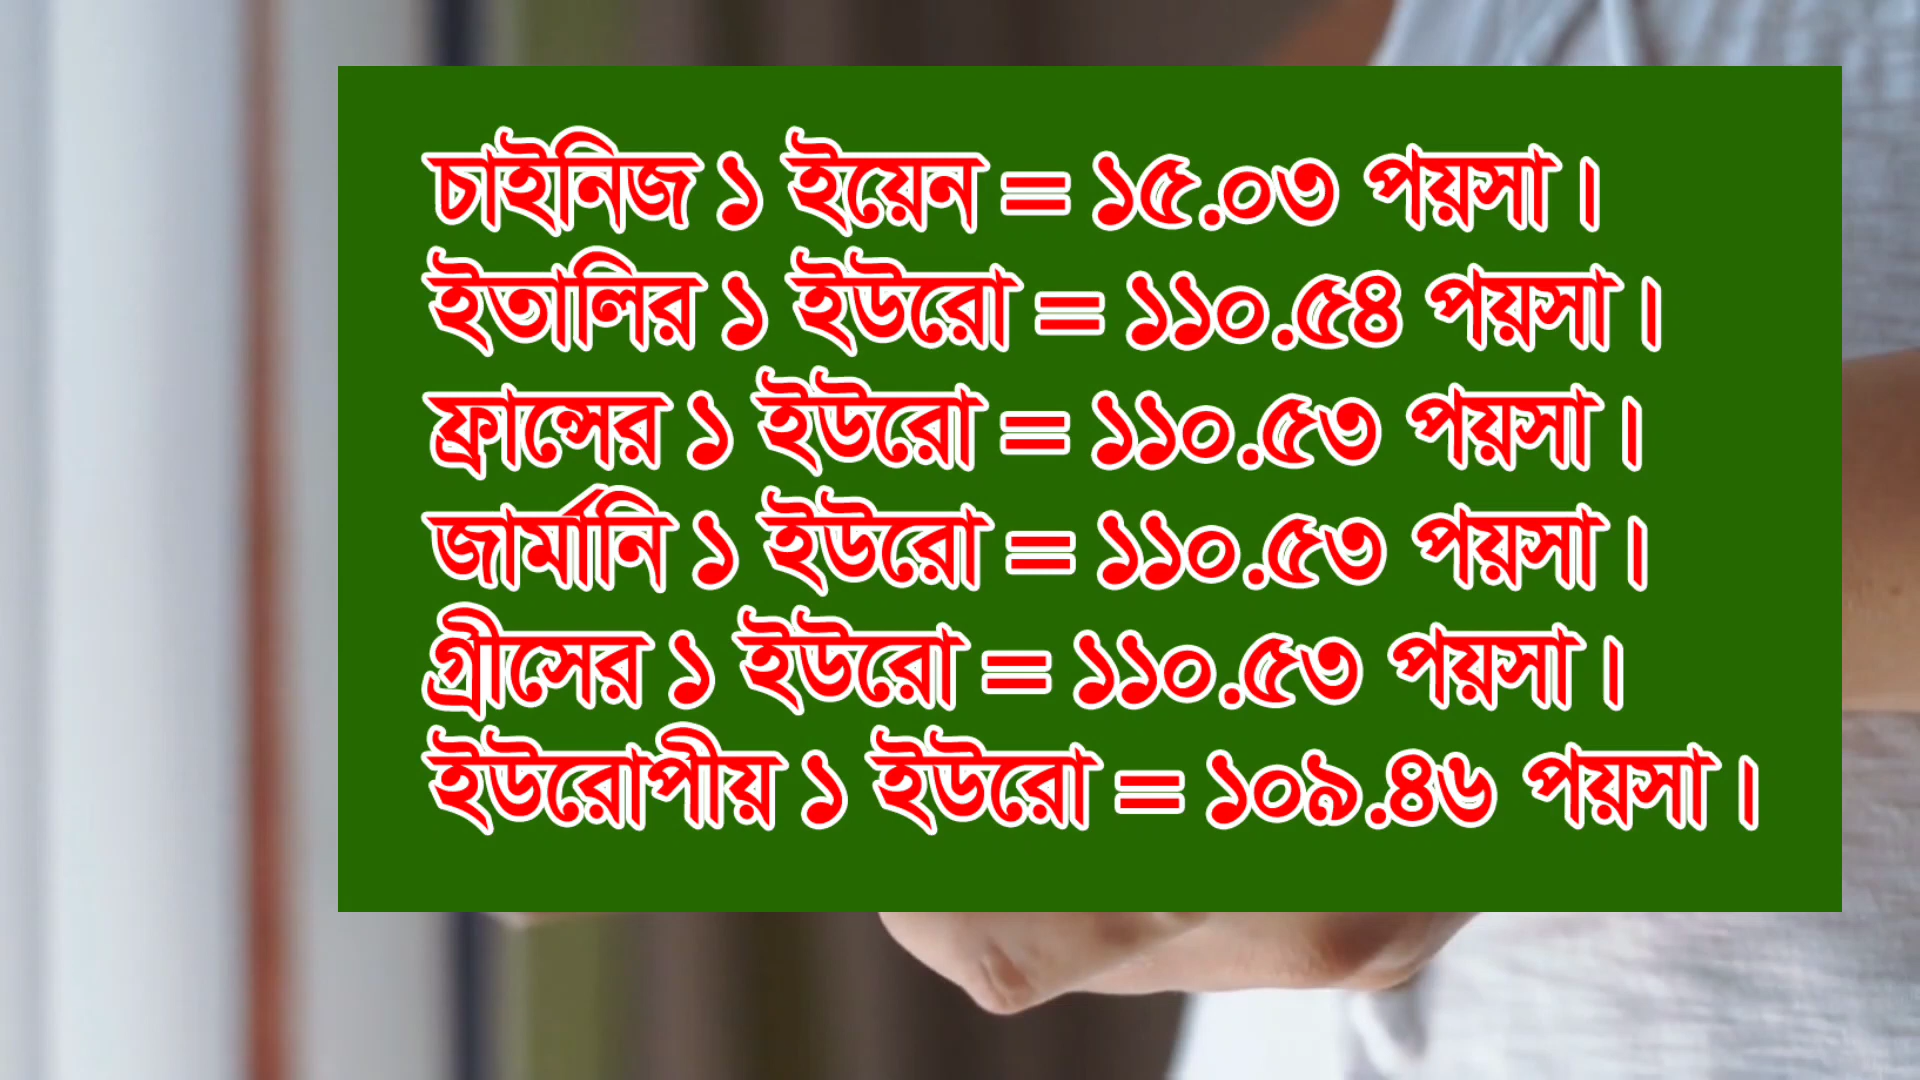 চাইনিজ ১ ইয়েন = ১৫.০৩ পয়সা।
ইতালির ১ ইউরো = ১১০.৫৪ পয়সা।
ফ্রান্সের ১ ইউরো = ১১০.৫৩ পয়সা।
জার্মানি ১ ইউরো = ১১০.৫৩ পয়সা।
গ্রীসের ১ ইউরো = ১১০.৫৩ পয়সা।
ইউরোপীয় ১ ইউরো = ১০৯.৪৬ পয়সা।